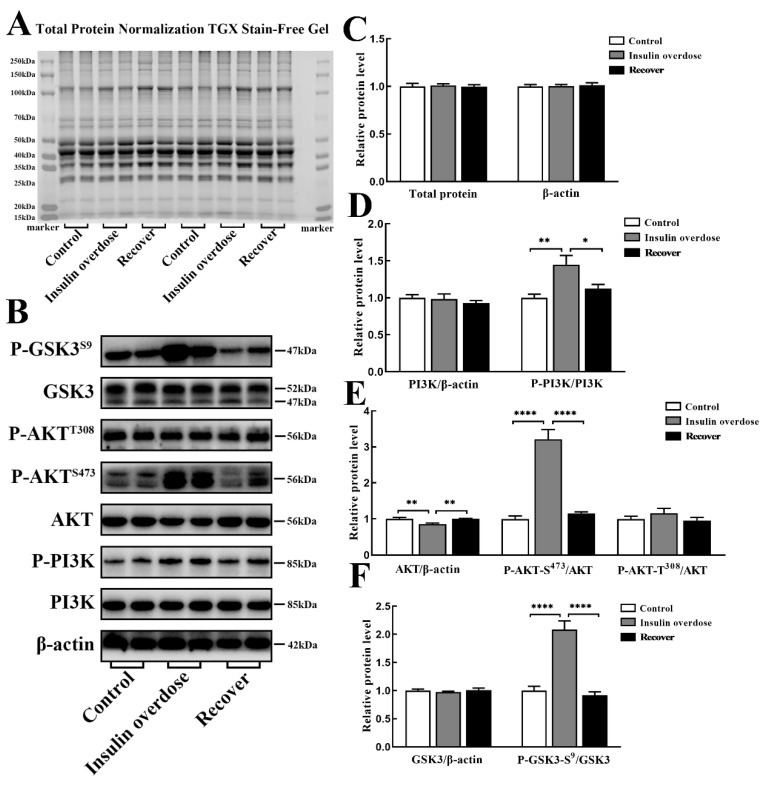 A Total Protein Normalization TGX Stain-Free Gel
250kDa
150kDa
100kDa
70kDa
50kDa
40kDa
35kDa
25kDa
20kDa
15kDa
marker
marker
Control
Insulin overdose
Recover
Control
Insulin overdose
Recover
B
P-GSK3S9
47kDa
GSK3
52kDa
47kDa
P-AKTT308
56kDa
P-AKTS473
56kDa
AKT
56kDa
P-PI3K
85kDa
PI3K
85kDa
β-actin
42kDa
Control
Insulin overdose
Recover
C
Relative protein level
1.5
1.0
0.5
0.0
Total protein
β-actin
Control
Insulin overdose
Recover
D
Relative protein level
2.0
1.5
1.0
0.5
0.0
**
*
PI3K/β-actin
P-PI3K/PI3K
Control
Insulin overdose
Recover
E
Relative protein level
4
3
2
1
0
**
**
****
****
AKT/β-actin
P-AKT-S473/AKT
P-AKT-T308/AKT
Control
Insulin overdose
Recover
F
Relative protein level
2.5
2.0
1.5
1.0
0.5
0.0
****
****
GSK3/β-actin
P-GSK3-S9/GSK3
Control
Insulin overdose
Recover